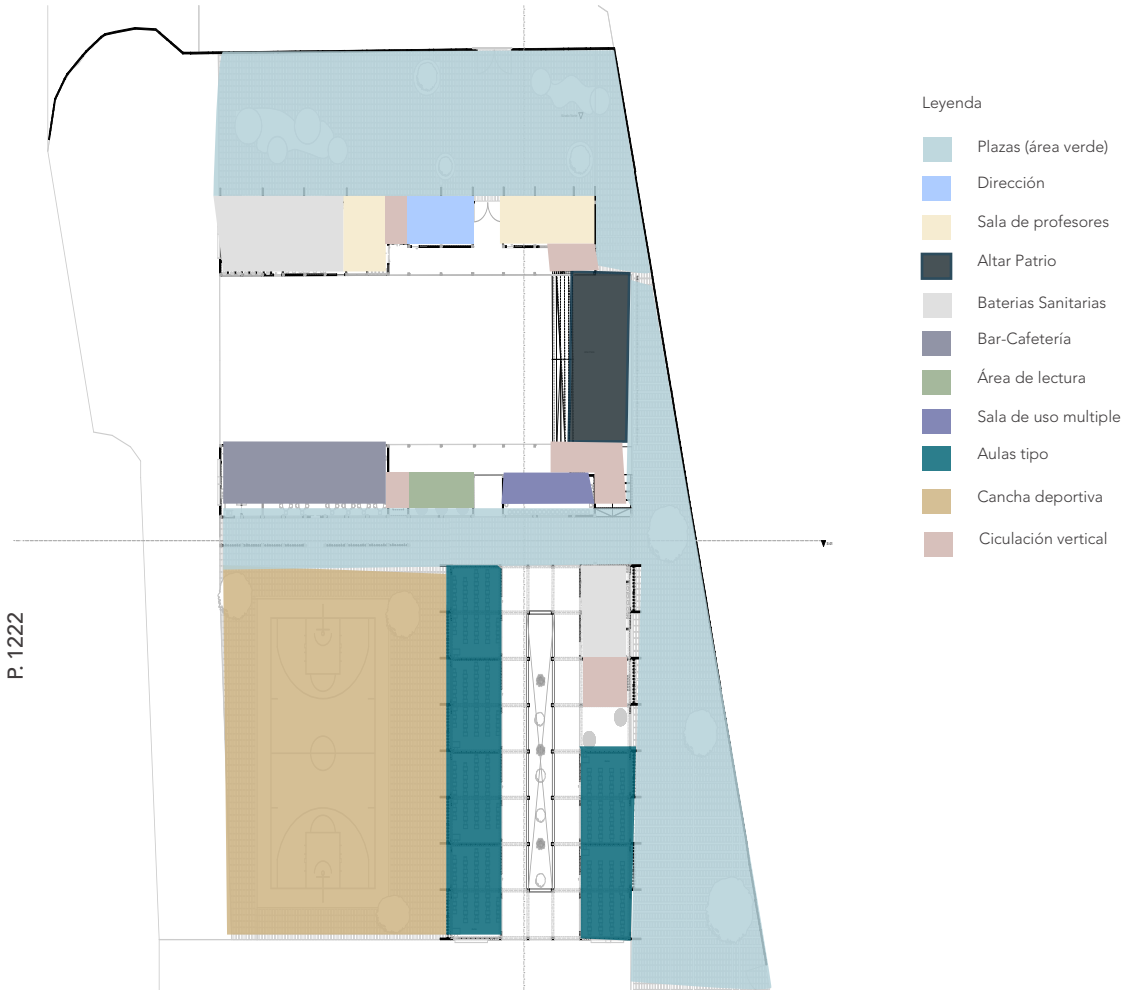 Leyenda
Plazas (área verde)
Dirección
Sala de profesores
Altar Patrio
Baterias Sanitarias
Bar-Cafetería
Área de lectura
Sala de uso multiple
Aulas tipo
Cancha deportiva
Ciculación vertical
P. 1222